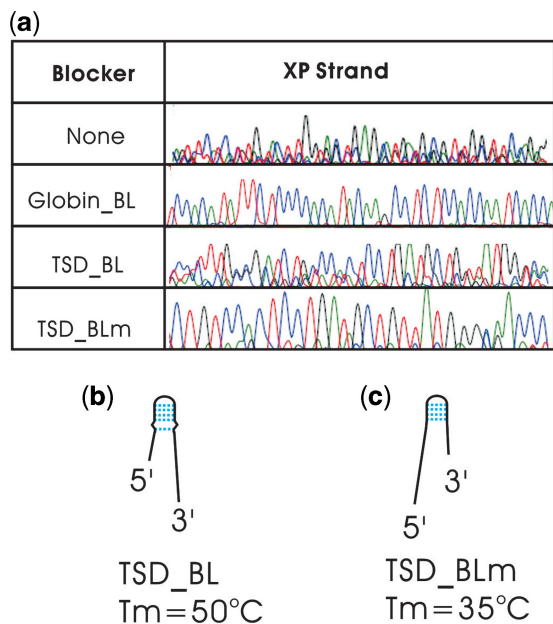 (a)
Blocker XP Strand
None
Globin_BL
TSD_BL
TSD_BLm
(b) (c)
5' 3'
3' 5'
TSD_BL TSD_BLm
Tm=50°C Tm=35°C